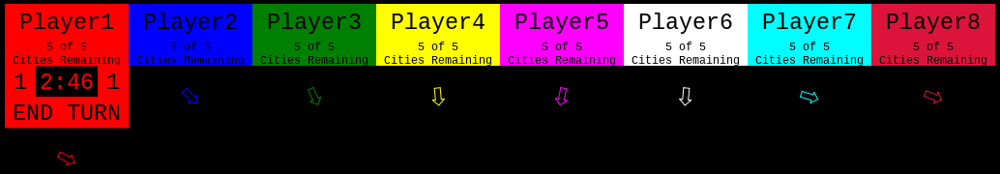 Player1 Player2 Player3 Player4 Player5 Player6 Player7 Player8
5 of 5 5 of 5 5 of 5 5 of 5 5 of 5 5 of 5 5 of 5 5 of 5
Cities Remaining Cities Remaining Cities Remaining Cities Remaining Cities Remaining Cities Remaining Cities Remaining Cities Remaining
1 2:46 1
END TURN